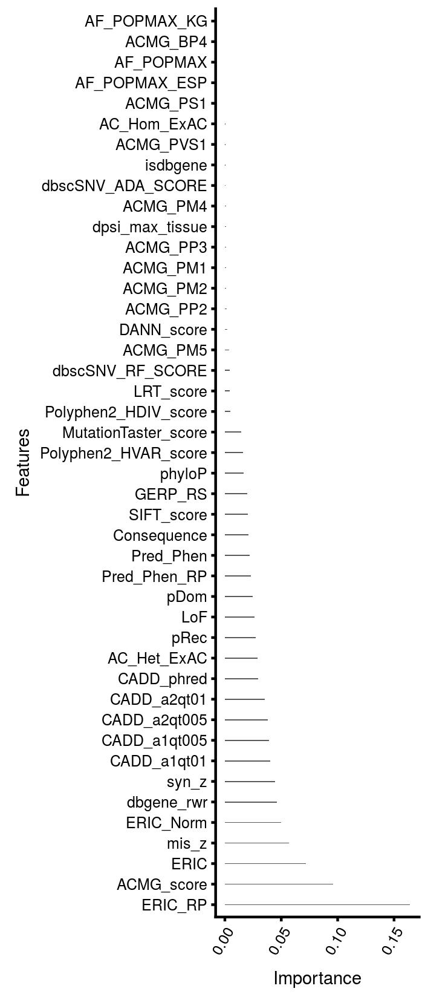 AF_POPMAX_KG
ACMG_BP4
AF_POPMAX
AF_POPMAX_ESP
ACMG_PS1
AC_Hom_ExAC
ACMG_PVS1
isdbgene
dbscSNV_ADA_SCORE
ACMG_PM4
dpsi_max_tissue
ACMG_PP3
ACMG_PM1
ACMG_PM2
ACMG_PP2
DANN_score
ACMG_PM5
dbscSNV_RF_SCORE
LRT_score
Polyphen2_HDIV_score
MutationTaster_score
Polyphen2_HVAR_score
phyloP
GERP_RS
SIFT_score
Consequence
Pred_Phen
Pred_Phen_RP
pDom
LoF
pRec
AC_Het_ExAC
CADD_phred
CADD_a2qt01
CADD_a2qt005
CADD_a1qt005
CADD_a1qt01
syn_z
dbgene_rwr
ERIC_Norm
mis_z
ERIC
ACMG_score
ERIC_RP
Features
0.00
0.05
0.10
0.15
Importance